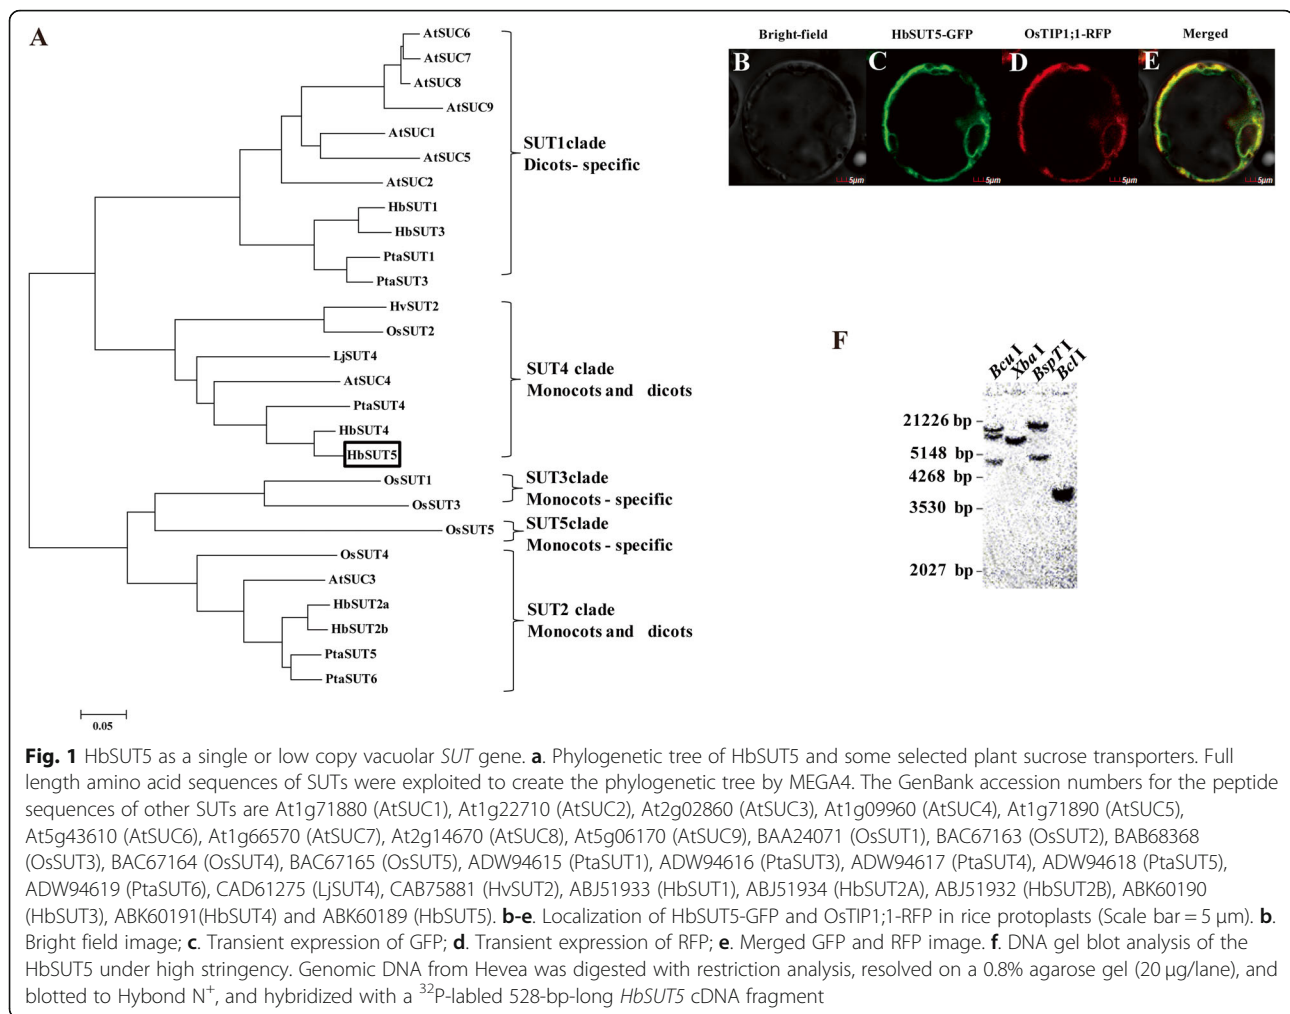 A
AtSUC6
AtSUC7
AtSUC8
AtSUC9
AtSUC1
AtSUC5
AtSUC2
HbSUT1
HbSUT3
PtaSUT1
PtaSUT3
SUT1clade
Dicots- specific
HvSUT2
OsSUT2
LjSUT4
AtSUC4
PtaSUT4
HbSUT4
HbSUT5
SUT4 clade
Monocots and dicots
OsSUT1
OsSUT3
SUT3clade
Monocots - specific
OsSUT5
SUT5clade
Monocots - specific
OsSUT4
AtSUC3
HbSUT2a
HbSUT2b
PtaSUT5
PtaSUT6
SUT2 clade
Monocots and dicots
0.05
Bright-field HbSUT5-GFP OsTIP1;1-RFP Merged
B C D E
5µm 5µm 5µm 5µm
F
Bcu I Xba I BspT I Bcl I
21226 bp
5148 bp
4268 bp
3530 bp
2027 bp
Fig. 1 HbSUT5 as a single or low copy vacuolar SUT gene. a. Phylogenetic tree of HbSUT5 and some selected plant sucrose transporters. Full
length amino acid sequences of SUTs were exploited to create the phylogenetic tree by MEGA4. The GenBank accession numbers for the peptide
sequences of other SUTs are At1g71880 (AtSUC1), At1g22710 (AtSUC2), At2g02860 (AtSUC3), At1g09960 (AtSUC4), At1g71890 (AtSUC5),
At5g43610 (AtSUC6), At1g66570 (AtSUC7), At2g14670 (AtSUC8), At5g06170 (AtSUC9), BAA24071 (OsSUT1), BAC67163 (OsSUT2), BAB68368
(OsSUT3), BAC67164 (OsSUT4), BAC67165 (OsSUT5), ADW94615 (PtaSUT1), ADW94616 (PtaSUT3), ADW94617 (PtaSUT4), ADW94618 (PtaSUT5),
ADW94619 (PtaSUT6), CAD61275 (LjSUT4), CAB75881 (HvSUT2), ABJ51933 (HbSUT1), ABJ51934 (HbSUT2A), ABJ51932 (HbSUT2B), ABK60190
(HbSUT3), ABK60191(HbSUT4) and ABK60189 (HbSUT5). b-e. Localization of HbSUT5-GFP and OsTIP1;1-RFP in rice protoplasts (Scale bar = 5 µm). b.
Bright field image; c. Transient expression of GFP; d. Transient expression of RFP; e. Merged GFP and RFP image. f. DNA gel blot analysis of the
HbSUT5 under high stringency. Genomic DNA from Hevea was digested with restriction analysis, resolved on a 0.8% agarose gel (20 µg/lane), and
blotted to Hybond N⁺, and hybridized with a ³²P-labled 528-bp-long HbSUT5 cDNA fragment